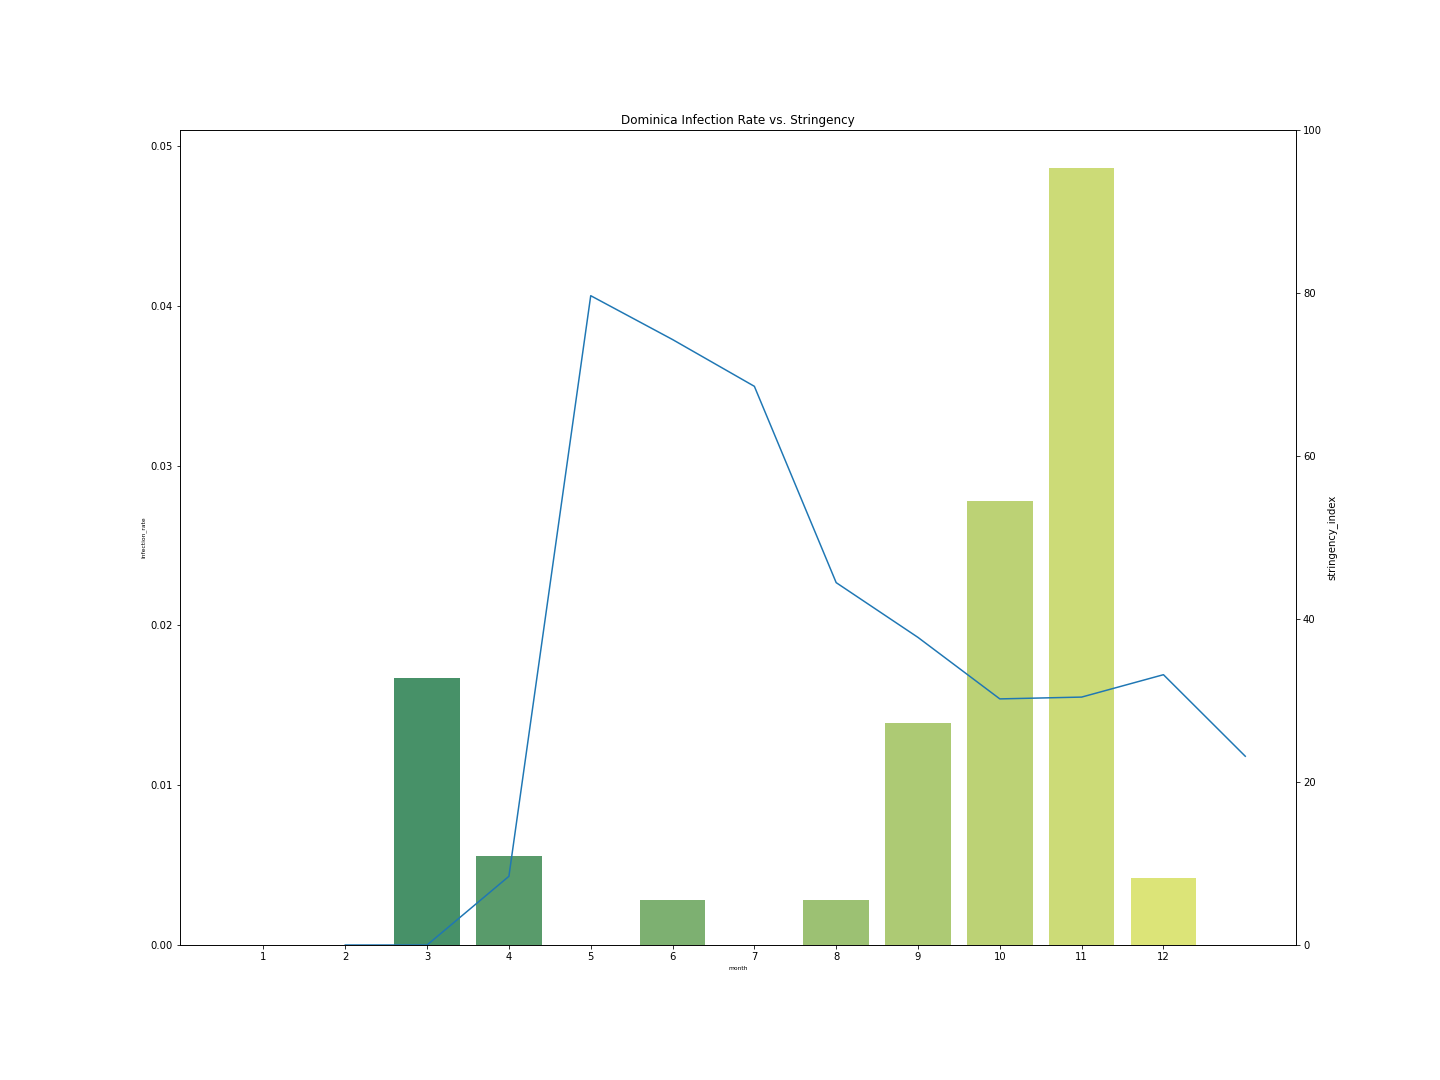 Dominica Infection Rate vs. Stringency
0.05
0.04
0.03
0.02
0.01
0.00
Infection_rate
1 2 3 4 5 6 7 8 9 10 11 12
month
100
80
60
40
20
0
stringency_index